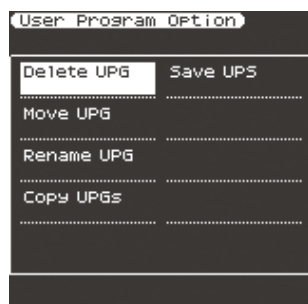 User Program Option
Delete UPG
Save UPS
Move UPG
Rename UPG
Copy UPGs